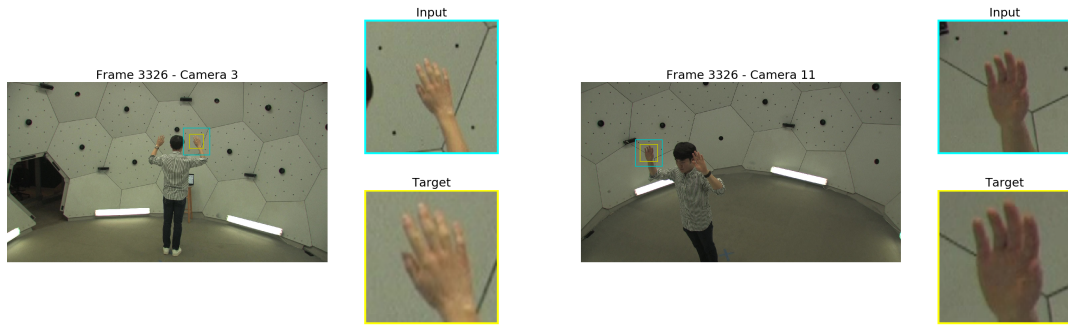 Input
Frame 3326 - Camera 3
Target
Input
Frame 3326 - Camera 11
Target